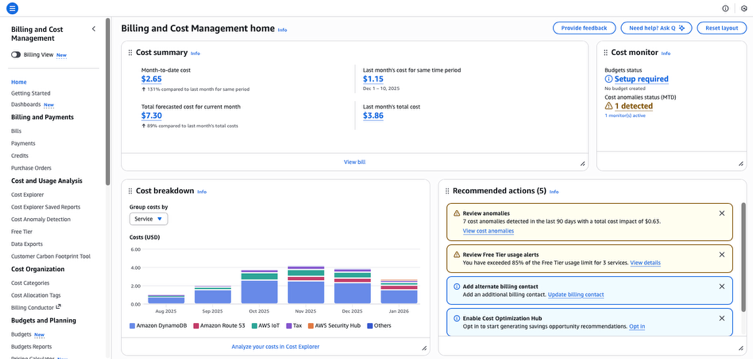 Billing and Cost Management
Billing View New
Home
Getting Started
Dashboards New
Billing and Payments
Bills
Payments
Credits
Purchase Orders
Cost and Usage Analysis
Cost Explorer
Cost Explorer Saved Reports
Cost Anomaly Detection
Free Tier
Data Exports
Customer Carbon Footprint Tool
Cost Organization
Cost Categories
Cost Allocation Tags
Billing Conductor
Budgets and Planning
Budgets New
Budgets Reports
Billing and Cost Management home Info
Provide feedback
Need help? Ask Q
Reset layout
Cost summary Info
Month-to-date cost
$2.65
131% compared to last month for same period
Last month's cost for same time period
$1.15
Dec 1 – 10, 2025
Total forecasted cost for current month
$7.30
89% compared to last month's total costs
Last month's total cost
$3.86
View bill
Cost monitor Info
Budgets status
Setup required
No budget created
Cost anomalies status (MTD)
1 detected
1 monitor(s) active
Cost breakdown Info
Group costs by
Service
Costs (USD)
6.00
4.00
2.00
0.00
Aug 2025
Sep 2025
Oct 2025
Nov 2025
Dec 2025
Jan 2026
Amazon DynamoDB
Amazon Route 53
AWS IoT
Tax
AWS Security Hub
Others
Analyze your costs in Cost Explorer
Recommended actions (5) Info
Review anomalies
7 cost anomalies detected in the last 90 days with a total cost impact of $0.63.
View cost anomalies
Review Free Tier usage alerts
You have exceeded 85% of the Free Tier usage limit for 3 services. View details
Add alternate billing contact
Add an additional billing contact. Update billing contact
Enable Cost Optimization Hub
Opt in to start generating savings opportunity recommendations. Opt in